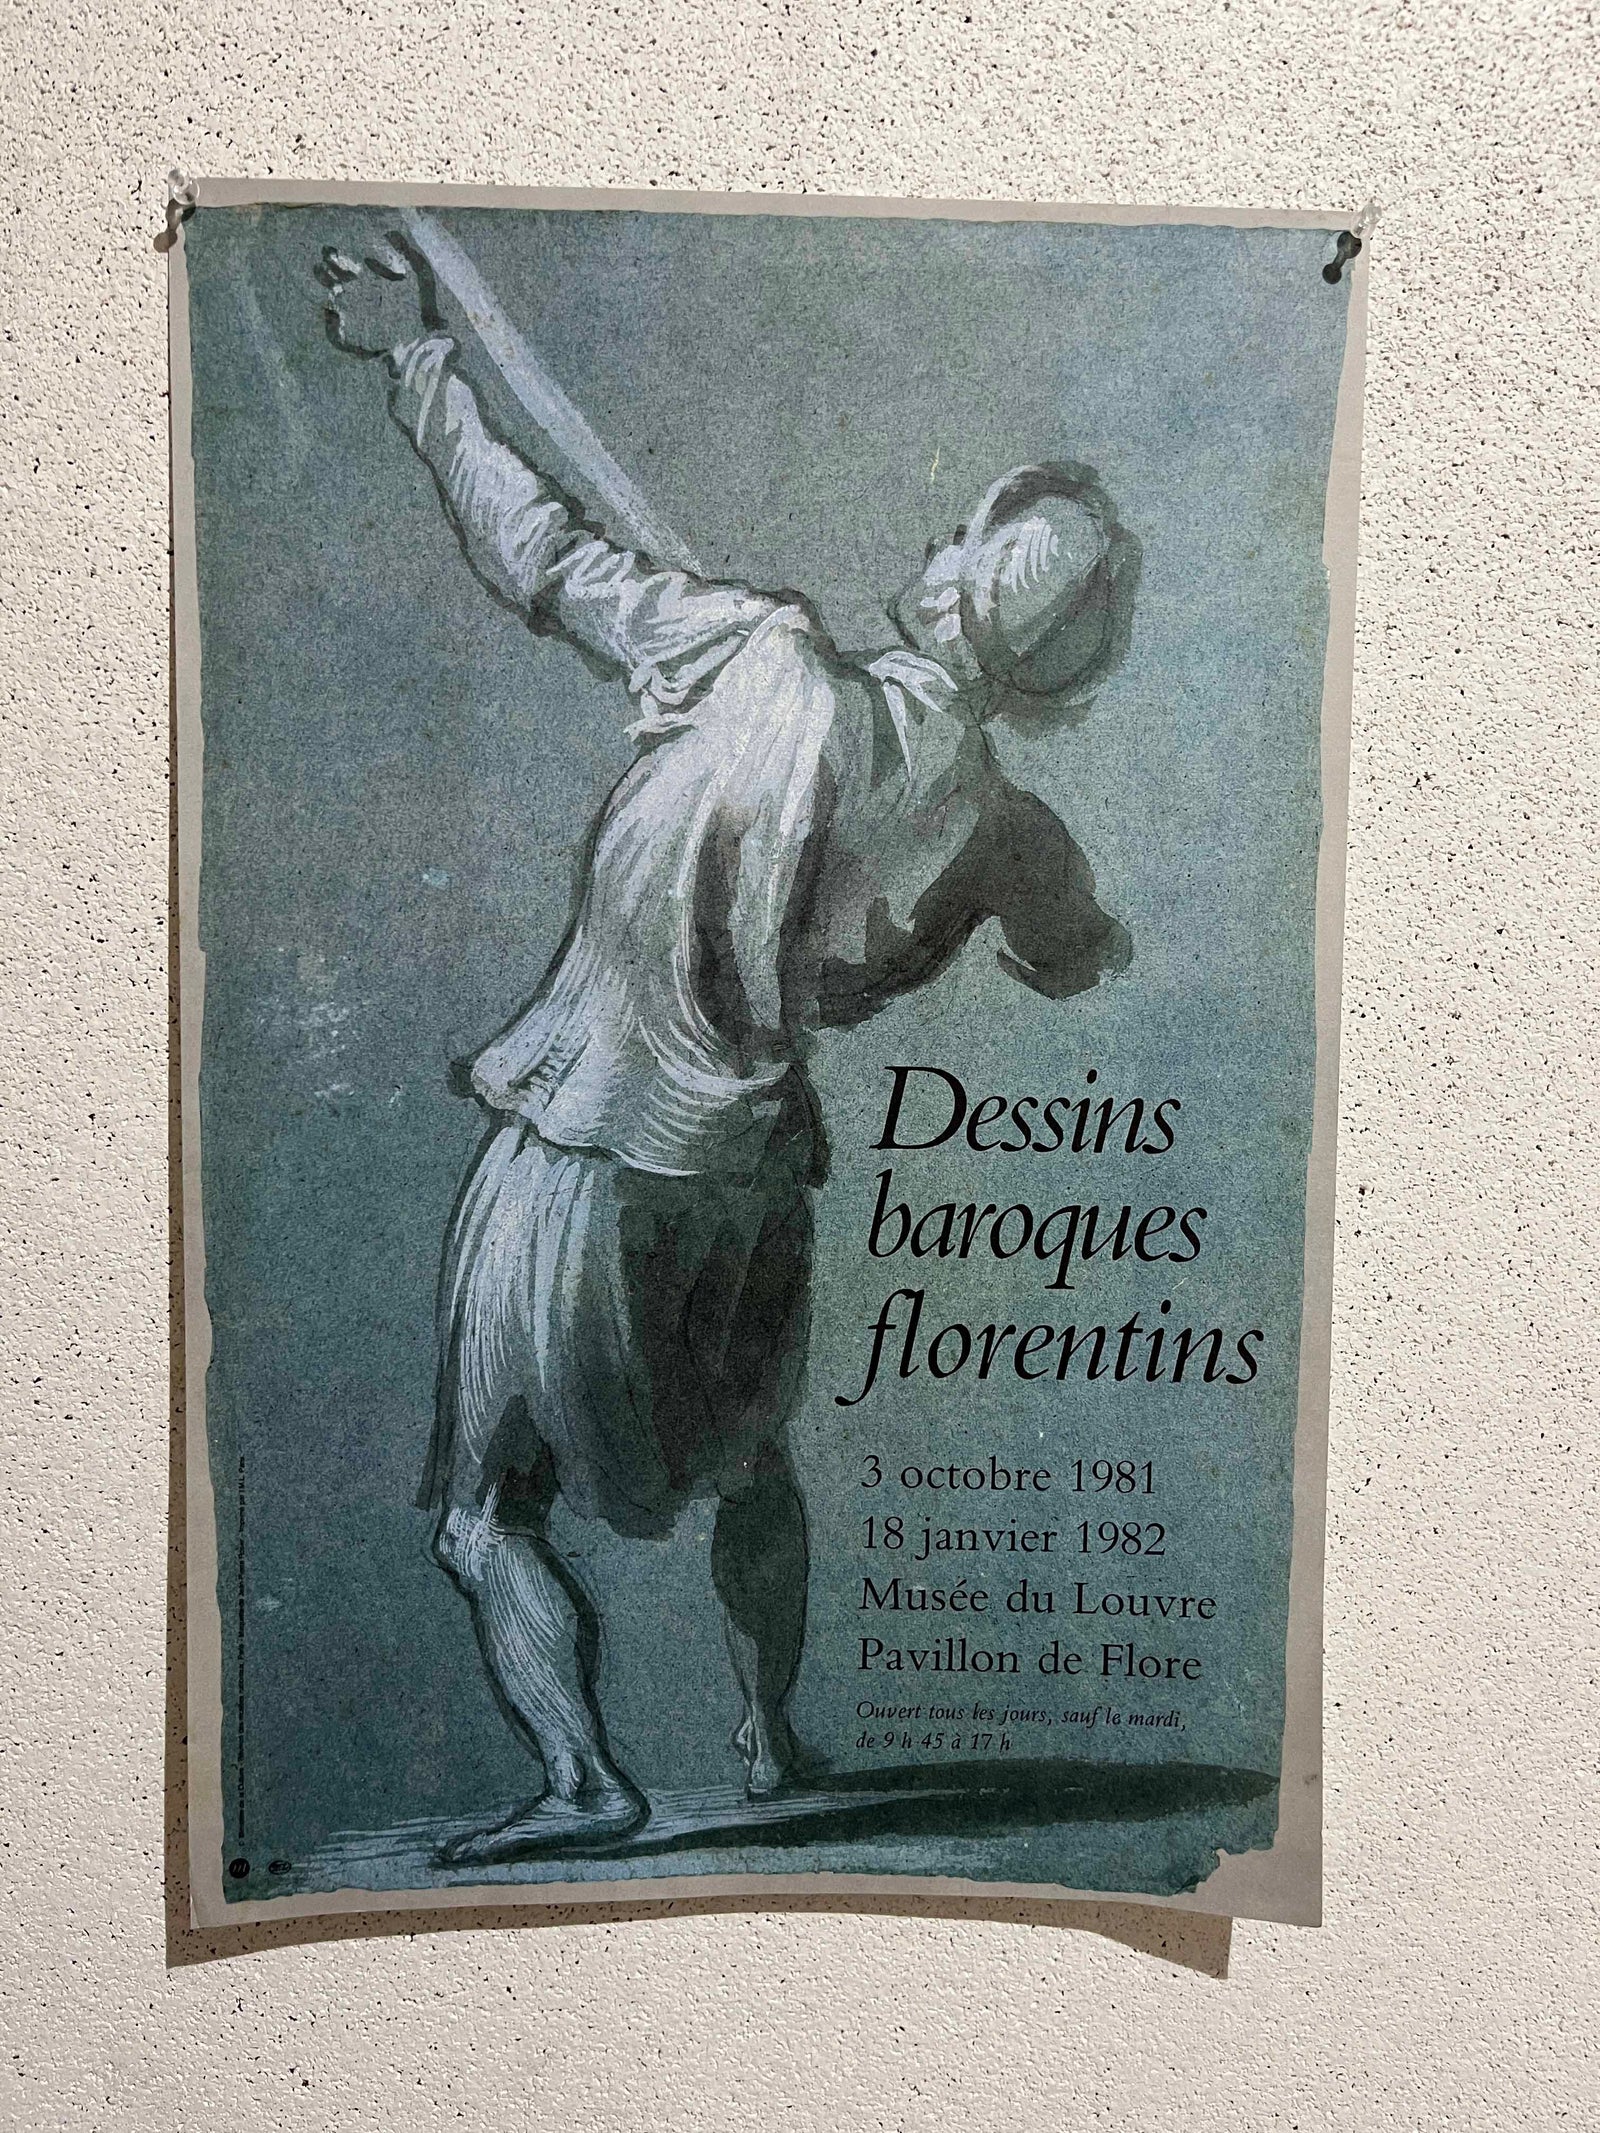 Dessins
baroques
florentins
3 octobre 1981
18 janvier 1982
Musée du Louvre
Pavillon de Flore
Ouvert tous les jours, sauf le mardi,
de 9 h 45 à 17 h